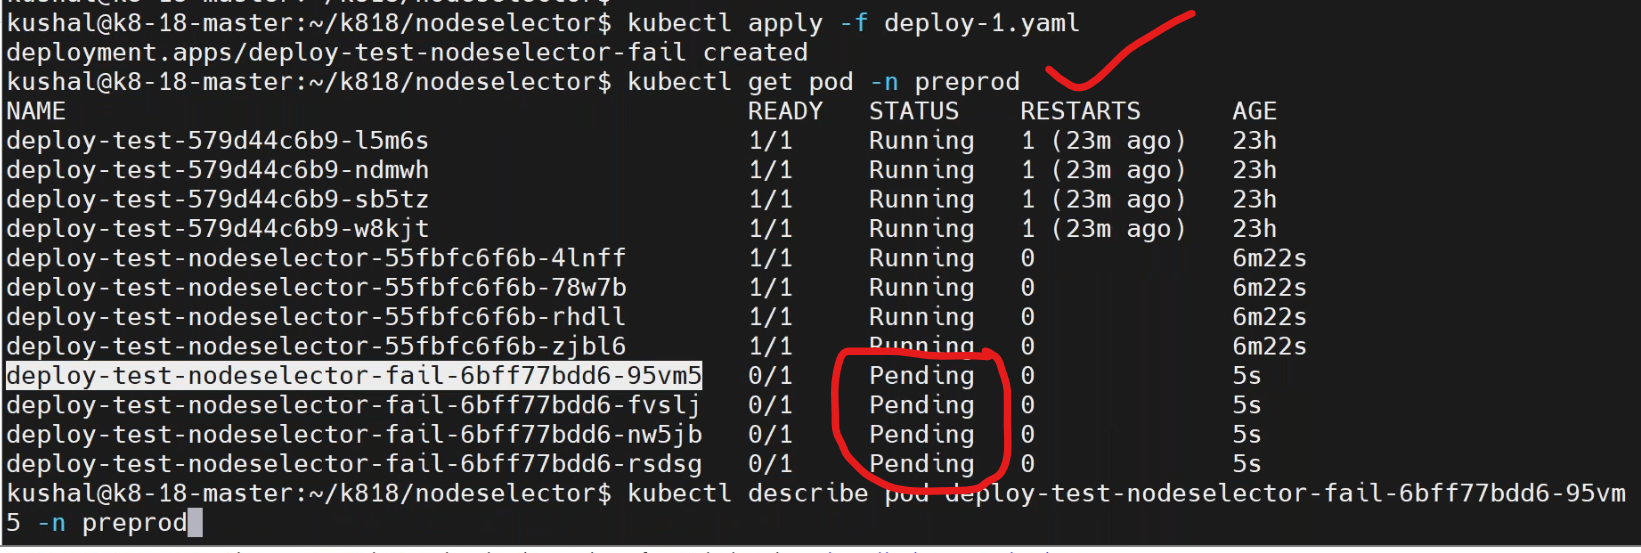 kushal@k8-18-master:~/k818/nodeselector$ kubectl apply -f deploy-1.yaml
deployment.apps/deploy-test-nodeselector-fail created
kushal@k8-18-master:~/k818/nodeselector$ kubectl get pod -n preprod
NAME READY STATUS RESTARTS AGE
deploy-test-579d44c6b9-l5m6s 1/1 Running 1 (23m ago) 23h
deploy-test-579d44c6b9-ndmwh 1/1 Running 1 (23m ago) 23h
deploy-test-579d44c6b9-sb5tz 1/1 Running 1 (23m ago) 23h
deploy-test-579d44c6b9-w8kjt 1/1 Running 1 (23m ago) 23h
deploy-test-nodeselector-55fbfc6f6b-4lnff 1/1 Running 0 6m22s
deploy-test-nodeselector-55fbfc6f6b-78w7b 1/1 Running 0 6m22s
deploy-test-nodeselector-55fbfc6f6b-rhdll 1/1 Running 0 6m22s
deploy-test-nodeselector-55fbfc6f6b-zjbl6 1/1 Running 0 6m22s
deploy-test-nodeselector-fail-6bff77bdd6-95vm5 0/1 Pending 0 5s
deploy-test-nodeselector-fail-6bff77bdd6-fvslj 0/1 Pending 0 5s
deploy-test-nodeselector-fail-6bff77bdd6-nw5jb 0/1 Pending 0 5s
deploy-test-nodeselector-fail-6bff77bdd6-rsdsg 0/1 Pending 0 5s
kushal@k8-18-master:~/k818/nodeselector$ kubectl describe pod deploy-test-nodeselector-fail-6bff77bdd6-95vm
5 -n preprod